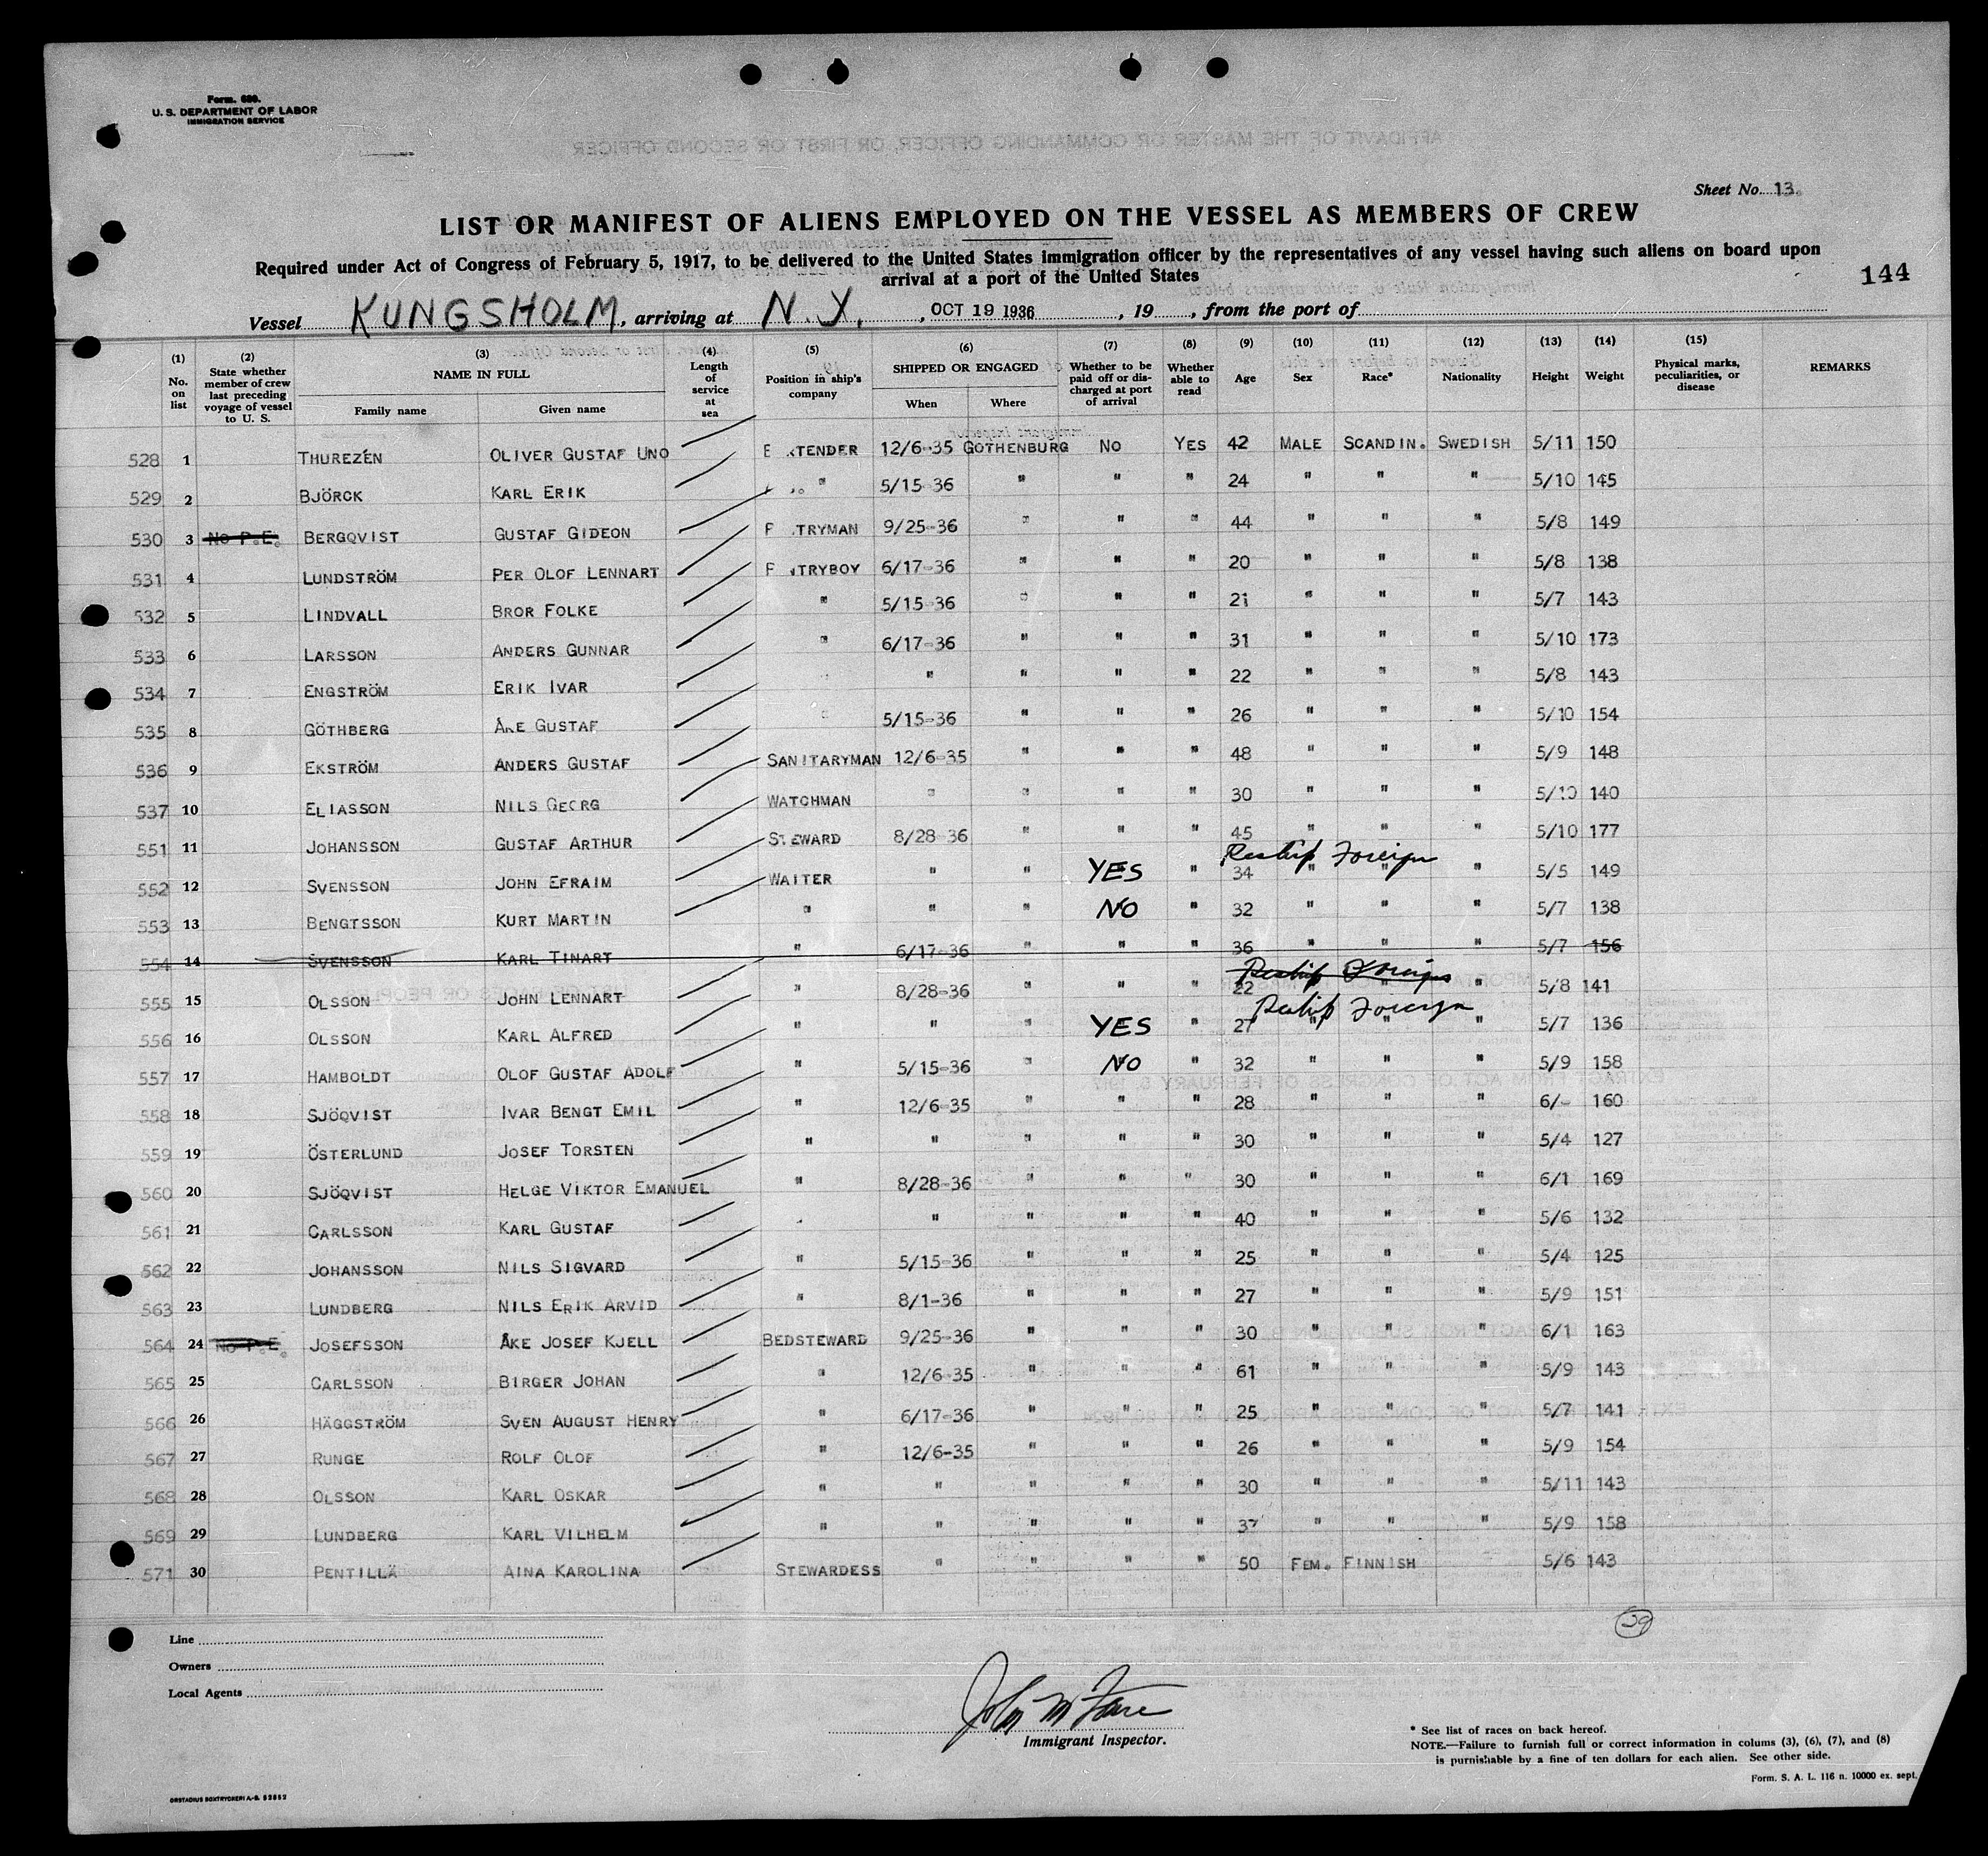 Form. 689.
U. S. DEPARTMENT OF LABOR
IMMIGRATION SERVICE
Sheet No. 13.
LIST OR MANIFEST OF ALIENS EMPLOYED ON THE VESSEL AS MEMBERS OF CREW
Required under Act of Congress of February 5, 1917, to be delivered to the United States immigration officer by the representatives of any vessel having such aliens on board upon
arrival at a port of the United States
144
Vessel KUNGSHOLM, arriving at N.Y., OCT 19 1936, 19, from the port of
(1) No. on list (2) State whether member of crew last preceding voyage of vessel to U. S. (3) NAME IN FULL Family name Given name (4) Length of service at sea (5) Position in ship's company (6) SHIPPED OR ENGAGED When Where (7) Whether to be paid off or discharged at port of arrival (8) Whether able to read (9) Age (10) Sex (11) Race* (12) Nationality (13) Height (14) Weight (15) Physical marks, peculiarities, or disease REMARKS
528 1 THUREZÉN OLIVER GUSTAF UNO TENDER 12/6-35 GOTHENBURG NO YES 42 MALE SCANDIN. SWEDISH 5/11 150
529 2 BJÖRCK KARL ERIK " 5/15-36 " " " 24 " " " 5/10 145
530 3 No P.E. BERGQVIST GUSTAF GIDEON TRYMAN 9/25-36 " " " 44 " " " 5/8 149
531 4 LUNDSTRÖM PER OLOF LENNART TRYBOY 6/17-36 " " " 20 " " " 5/8 138
532 5 LINDVALL BROR FOLKE " 5/15-36 " " " 21 " " " 5/7 143
533 6 LARSSON ANDERS GUNNAR " 6/17-36 " " " 31 " " " 5/10 173
534 7 ENGSTRÖM ERIK IVAR " " " " 22 " " " 5/8 143
535 8 GÖTHBERG ÅKE GUSTAF " 5/15-36 " " " 26 " " " 5/10 154
536 9 EKSTRÖM ANDERS GUSTAF SANITARYMAN 12/6-35 " " " 48 " " " 5/9 148
537 10 ELIASSON NILS GEORG WATCHMAN " " " " 30 " " " 5/10 140
551 11 JOHANSSON GUSTAF ARTHUR STEWARD 8/28-36 " " " 45 " " " 5/10 177
Reship Foreign
552 12 SVENSSON JOHN EFRAIM WAITER " " YES " 34 " " " 5/5 149
553 13 BENGTSSON KURT MARTIN " " " NO " 32 " " " 5/7 138
554 14 SVENSSON KARL TINART " 6/17-36 " " " 36 " " " 5/7 156
Reship Foreign
555 15 OLSSON JOHN LENNART " 8/28-36 " " " 22 " " " 5/8 141
Reship Foreign
556 16 OLSSON KARL ALFRED " " " YES " 27 " " " 5/7 136
557 17 HAMBOLDT OLOF GUSTAF ADOLF " 5/15-36 " NO " 32 " " " 5/9 158
558 18 SJÖQVIST IVAR BENGT EMIL " 12/6-35 " " " 28 " " " 6/- 160
559 19 ÖSTERLUND JOSEF TORSTEN " " " " " 30 " " " 5/4 127
560 20 SJÖQVIST HELGE VIKTOR EMANUEL " 8/28-36 " " " 30 " " " 6/1 169
561 21 CARLSSON KARL GUSTAF " " " " " 40 " " " 5/6 132
562 22 JOHANSSON NILS SIGVARD " 5/15-36 " " " 25 " " " 5/4 125
563 23 LUNDBERG NILS ERIK ARVID " 8/1-36 " " " 27 " " " 5/9 151
564 24 No P.E. JOSEFSSON ÅKE JOSEF KJELL BEDSTEWARD 9/25-36 " " " 30 " " " 6/1 163
565 25 CARLSSON BIRGER JOHAN " 12/6-35 " " " 61 " " " 5/9 143
566 26 HÄGGSTRÖM SVEN AUGUST HENRY " 6/17-36 " " " 25 " " " 5/7 141
567 27 RUNGE ROLF OLOF " 12/6-35 " " " 26 " " " 5/9 154
568 28 OLSSON KARL OSKAR " " " " " 30 " " " 5/11 143
569 29 LUNDBERG KARL VILHELM " " " " " 37 " " " 5/9 158
571 30 PENTILLÄ AINA KAROLINA STEWARDESS " " " " 50 FEM. FINNISH " 5/6 143
29
Line
Owners
Local Agents
Immigrant Inspector.
* See list of races on back hereof.
NOTE.—Failure to furnish full or correct information in colums (3), (6), (7), and (8)
is purnishable by a fine of ten dollars for each alien. See other side.
Form. S. A. L. 116 n. 10000 ex. sept.